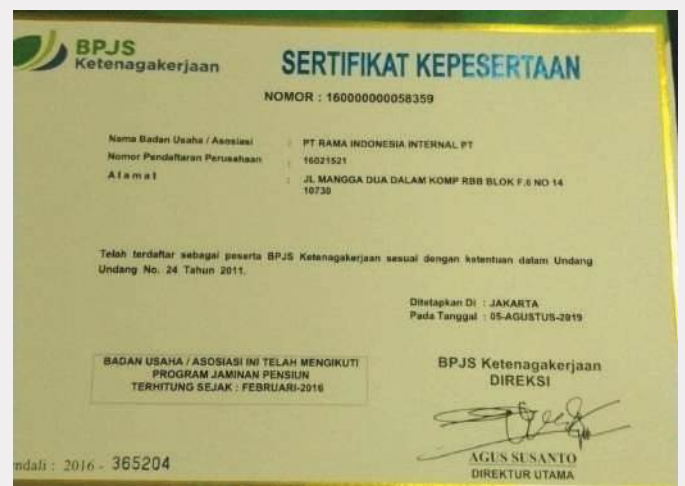 BPJS
Ketenagakerjaan
SERTIFIKAT KEPESERTAAN
NOMOR : 160000000058359
Nama Badan Usaha / Asosiasi : PT RAMA INDONESIA INTERNAL PT
Nomor Pendaftaran Perusahaan : 16021521
Alamat : JL MANGGA DUA DALAM KOMP RBB BLOK F.6 NO 14
10730
Telah terdaftar sebagai peserta BPJS Ketenagakerjaan sesuai dengan ketentuan dalam Undang
Undang No. 24 Tahun 2011.
Ditetapkan Di : JAKARTA
Pada Tanggal : 05-AGUSTUS-2019
BADAN USAHA / ASOSIASI INI TELAH MENGIKUTI
PROGRAM JAMINAN PENSIUN
TERHITUNG SEJAK : FEBRUARI-2016
BPJS Ketenagakerjaan
DIREKSI
AGUS SUSANTO
DIREKTUR UTAMA
ndali : 2016 - 365204